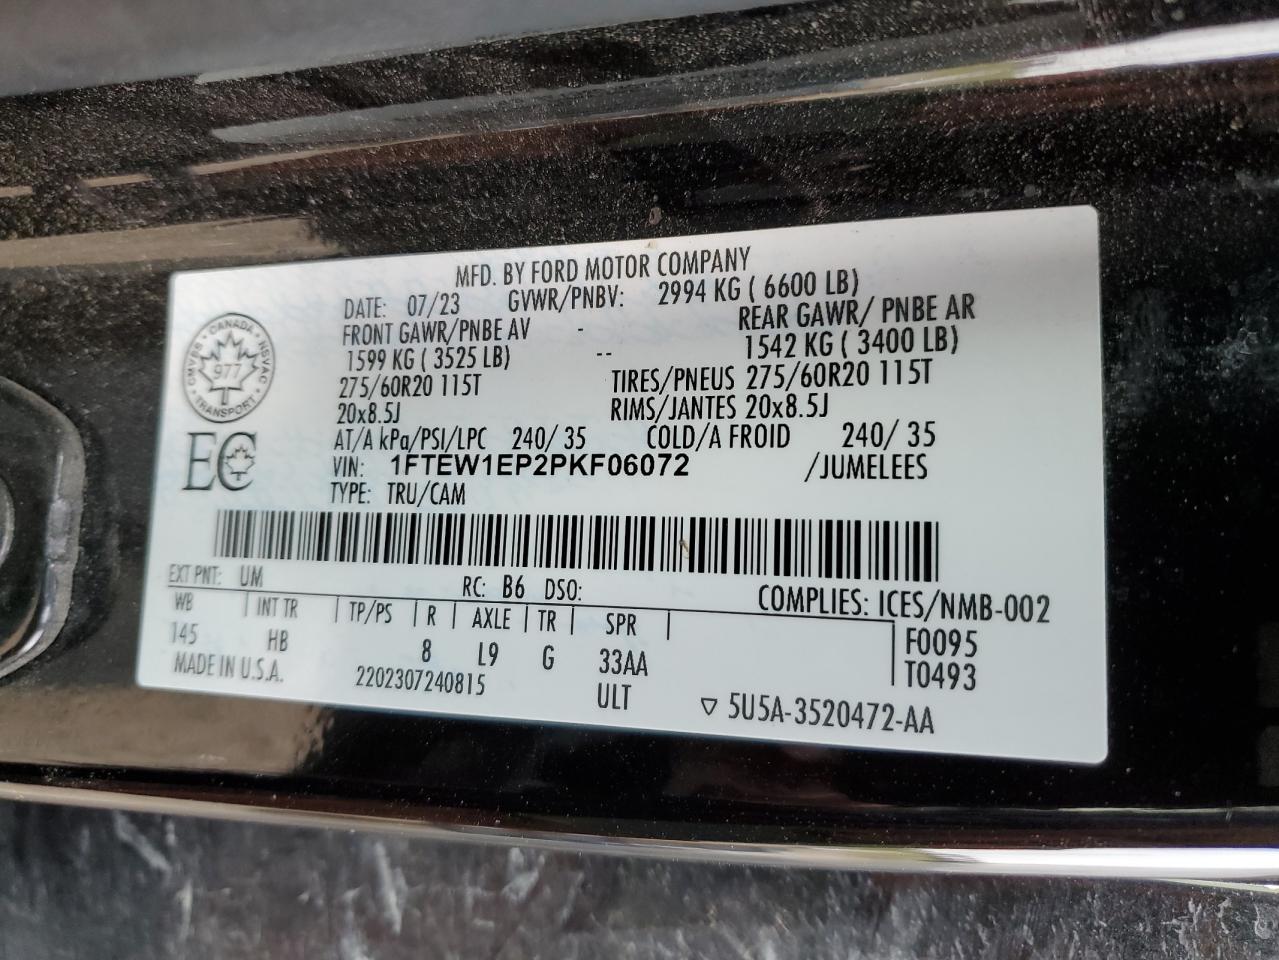 MFD. BY FORD MOTOR COMPANY
DATE: 07/23 GVWR/PNBV: 2994 KG ( 6600 LB)
FRONT GAWR/PNBE AV - REAR GAWR/ PNBE AR
1599 KG ( 3525 LB) -- 1542 KG ( 3400 LB)
275/60R20 115T TIRES/PNEUS 275/60R20 115T
20x8.5J RIMS/JANTES 20x8.5J
AT/A kPa/PSI/LPC 240/ 35 COLD/A FROID 240/ 35
VIN: 1FTEW1EP2PKF06072 /JUMELEES
TYPE: TRU/CAM
CANADA
CMVSS NSVAC
977
TRANSPORT
EC
EXT PNT: UM RC: B6 DSO: COMPLIES: ICES/NMB-002
WB INT TR TP/PS R AXLE TR SPR F0095
145 HB 8 L9 G 33AA T0493
MADE IN U.S.A. 2202307240815 ULT 5U5A-3520472-AA